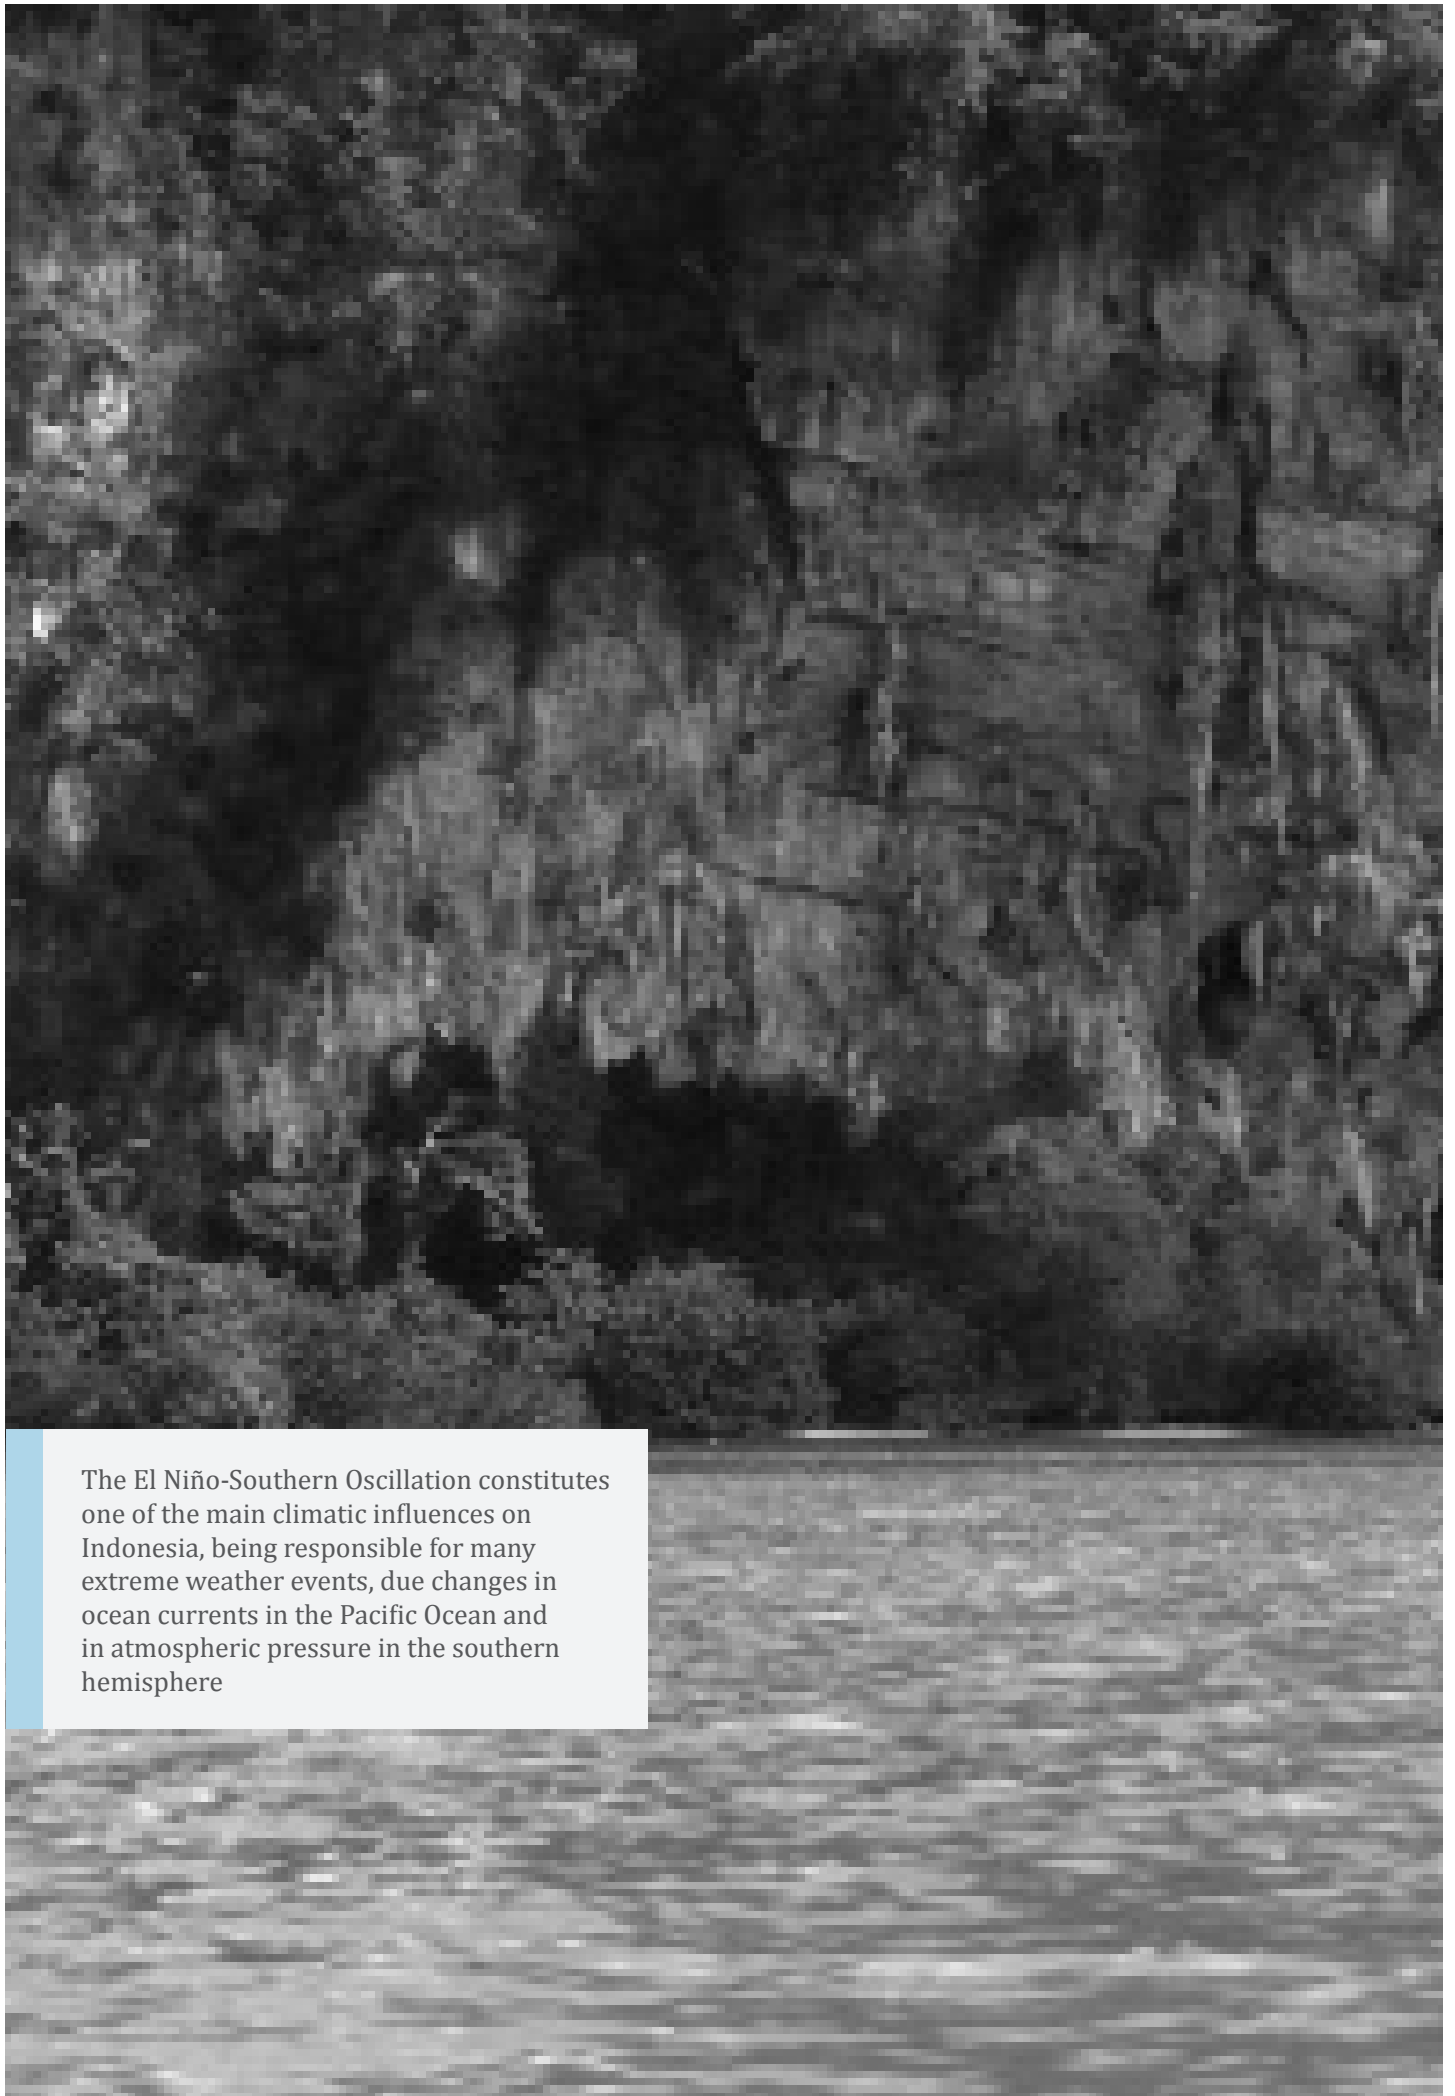 The El Niño-Southern Oscillation constitutes
one of the main climatic influences on
Indonesia, being responsible for many
extreme weather events, due changes in
ocean currents in the Pacific Ocean and
in atmospheric pressure in the southern
hemisphere